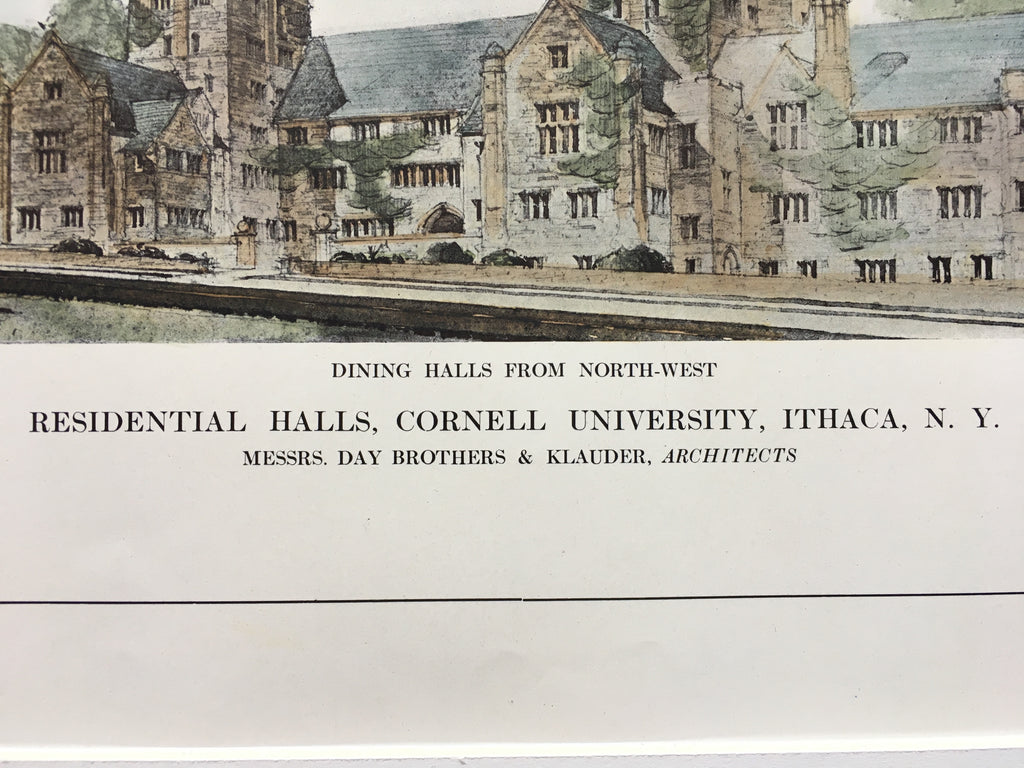 DINING HALLS FROM NORTH-WEST
RESIDENTIAL HALLS, CORNELL UNIVERSITY, ITHACA, N. Y.
MESSRS. DAY BROTHERS & KLAUDER, ARCHITECTS